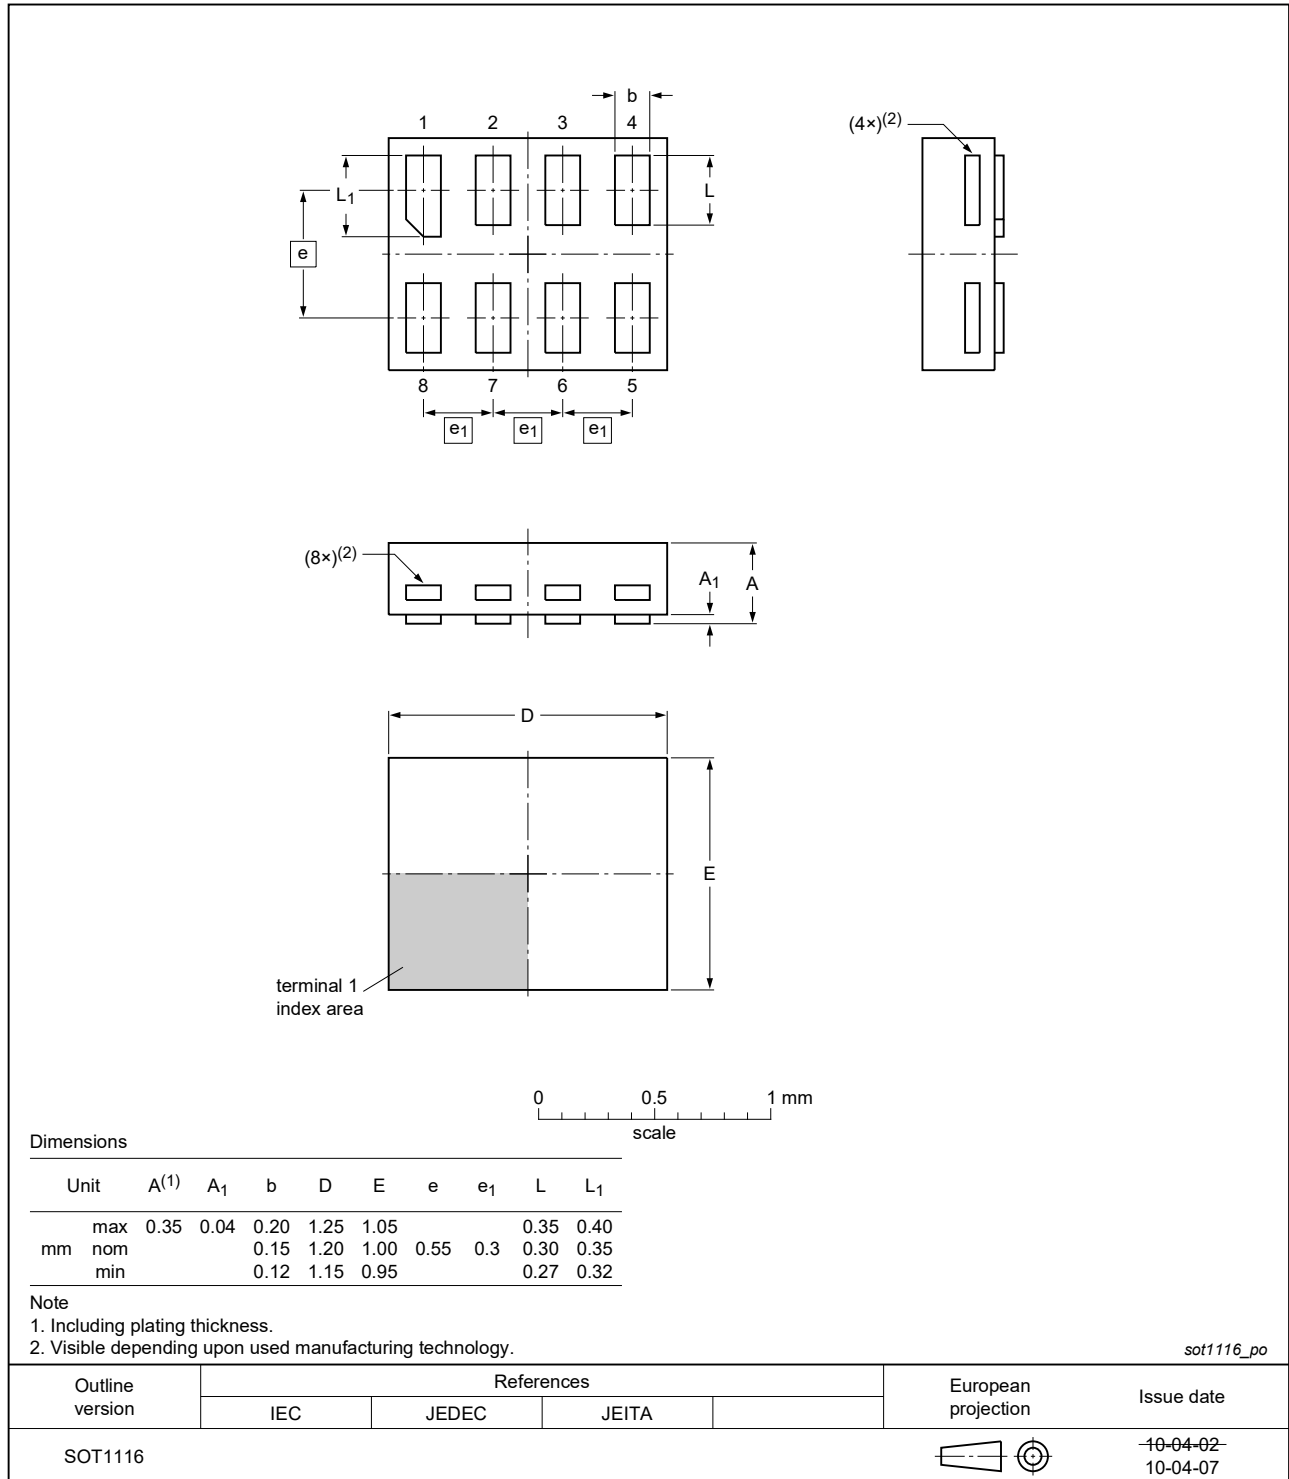 b
1 2 3 4
(4×)(2)
L1
L
e
8 7 6 5
e1 e1 e1
(8×)(2)
A1 A
D
E
terminal 1
index area
0 0.5 1 mm
scale
Dimensions
Unit A(1) A1 b D E e e1 L L1
max 0.35 0.04 0.20 1.25 1.05 0.35 0.40
mm nom 0.15 1.20 1.00 0.55 0.3 0.30 0.35
min 0.12 1.15 0.95 0.27 0.32
Note
1. Including plating thickness.
2. Visible depending upon used manufacturing technology.
sot1116_po
Outline
version
References
IEC JEDEC JEITA
European
projection
Issue date
SOT1116
10-04-02
10-04-07